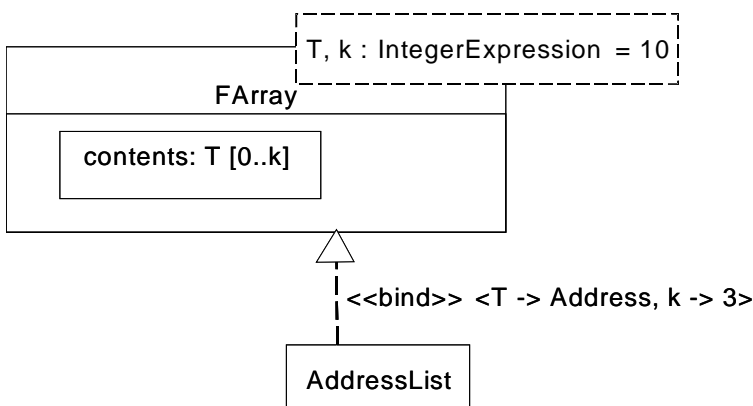 T, k : IntegerExpression = 10
FArray
contents: T [0..k]
<<bind>> <T -> Address, k -> 3>
AddressList